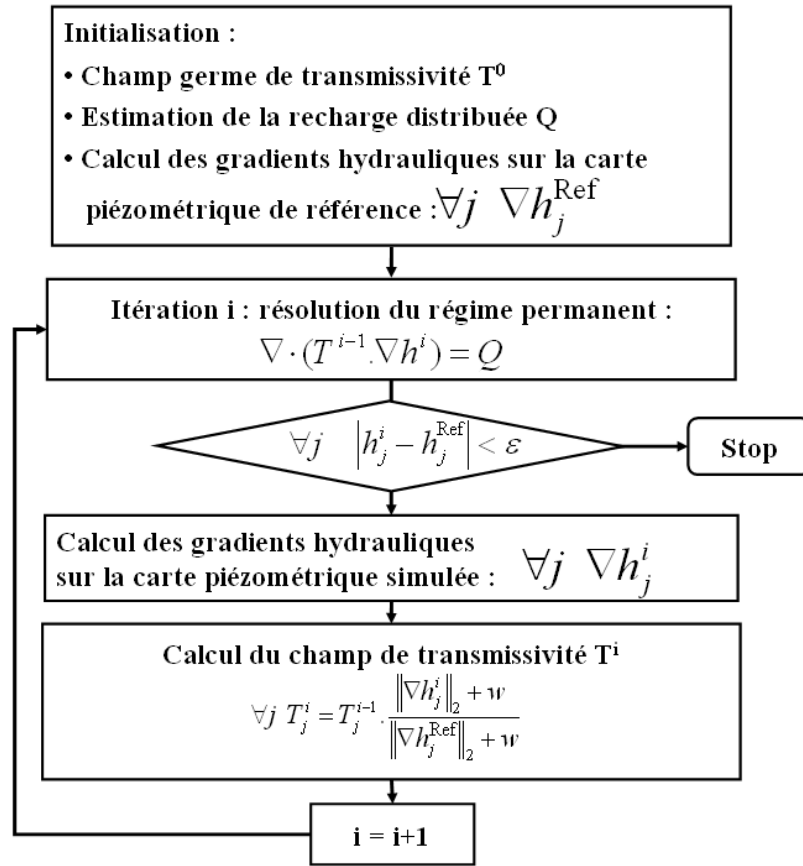 Initialisation :
• Champ germe de transmissivité T⁰
• Estimation de la recharge distribuée Q
• Calcul des gradients hydrauliques sur la carte
piézométrique de référence : ∀j ∇h_j^Ref
Itération i : résolution du régime permanent :
∇·(T^{i−1}.∇h^i) = Q
∀j |h_j^i − h_j^Ref| < ε
Stop
Calcul des gradients hydrauliques
sur la carte piézométrique simulée : ∀j ∇h_j^i
Calcul du champ de transmissivité Tⁱ
∀j T_j^i = T_j^{i−1} . (‖∇h_j^i‖₂ + w) / (‖∇h_j^Ref‖₂ + w)
i = i+1